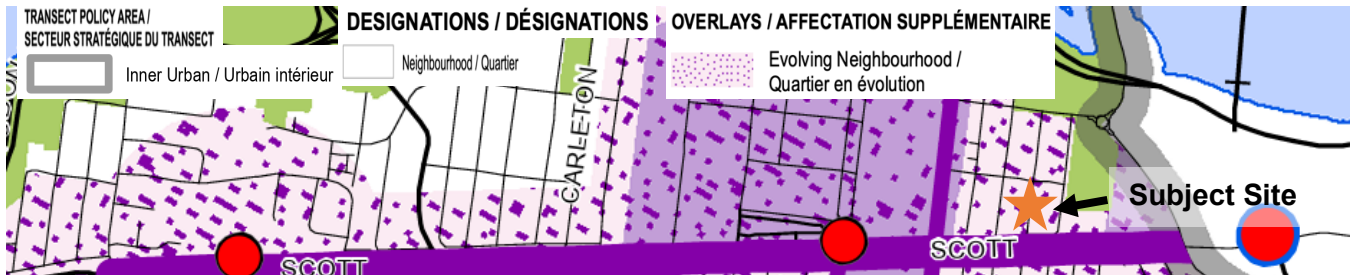 TRANSECT POLICY AREA /
SECTEUR STRATÉGIQUE DU TRANSECT
Inner Urban / Urbain intérieur
DESIGNATIONS / DÉSIGNATIONS
Neighbourhood / Quartier
OVERLAYS / AFFECTATION SUPPLÉMENTAIRE
Evolving Neighbourhood /
Quartier en évolution
CARLETON
Subject Site
SCOTT
SCOTT